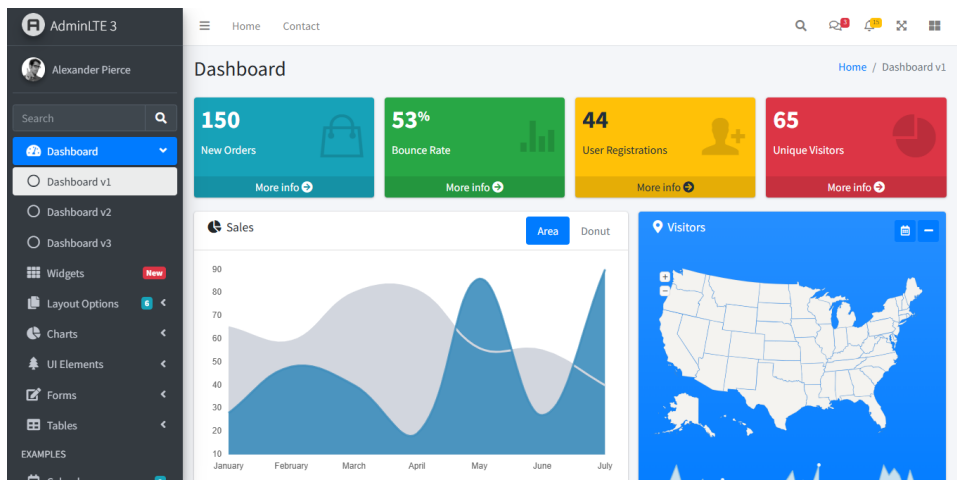 AdminLTE 3
Home Contact
3
15
Alexander Pierce
Dashboard
Home / Dashboard v1
Search
Dashboard
Dashboard v1
Dashboard v2
Dashboard v3
Widgets New
Layout Options 6
Charts
UI Elements
Forms
Tables
EXAMPLES
150
New Orders
More info
53%
Bounce Rate
More info
44
User Registrations
More info
65
Unique Visitors
More info
Sales
Area Donut
90
80
70
60
50
40
30
20
10
January February March April May June July
Visitors
+
−